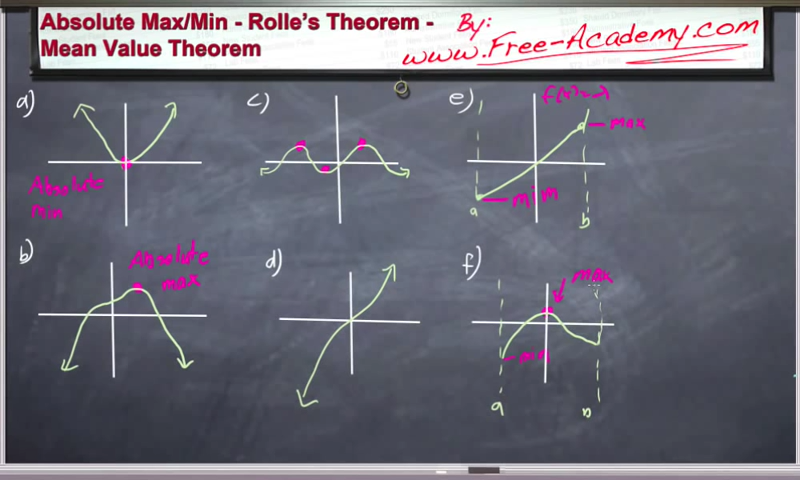 Absolute Max/Min - Rolle's Theorem -
Mean Value Theorem
By:
www.Free-Academy.com
a)
Absolute
min
b)
Absolute
max
c)
d)
e)
max
min
a
b
f)
max
min
a